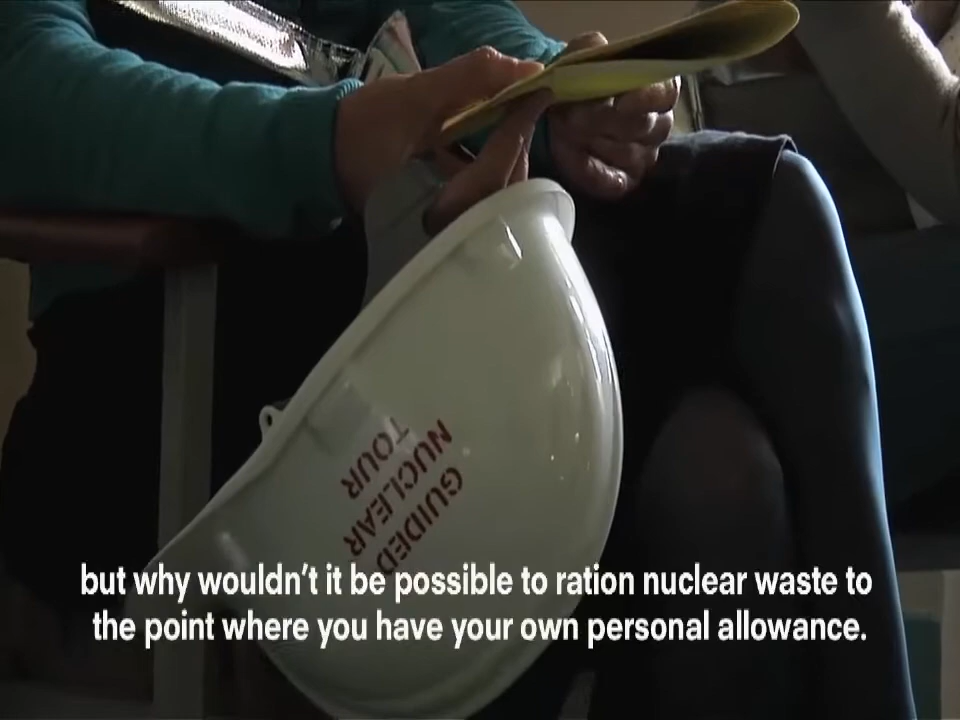 GUIDED
NUCLEAR
TOUR
but why wouldn't it be possible to ration nuclear waste to
the point where you have your own personal allowance.